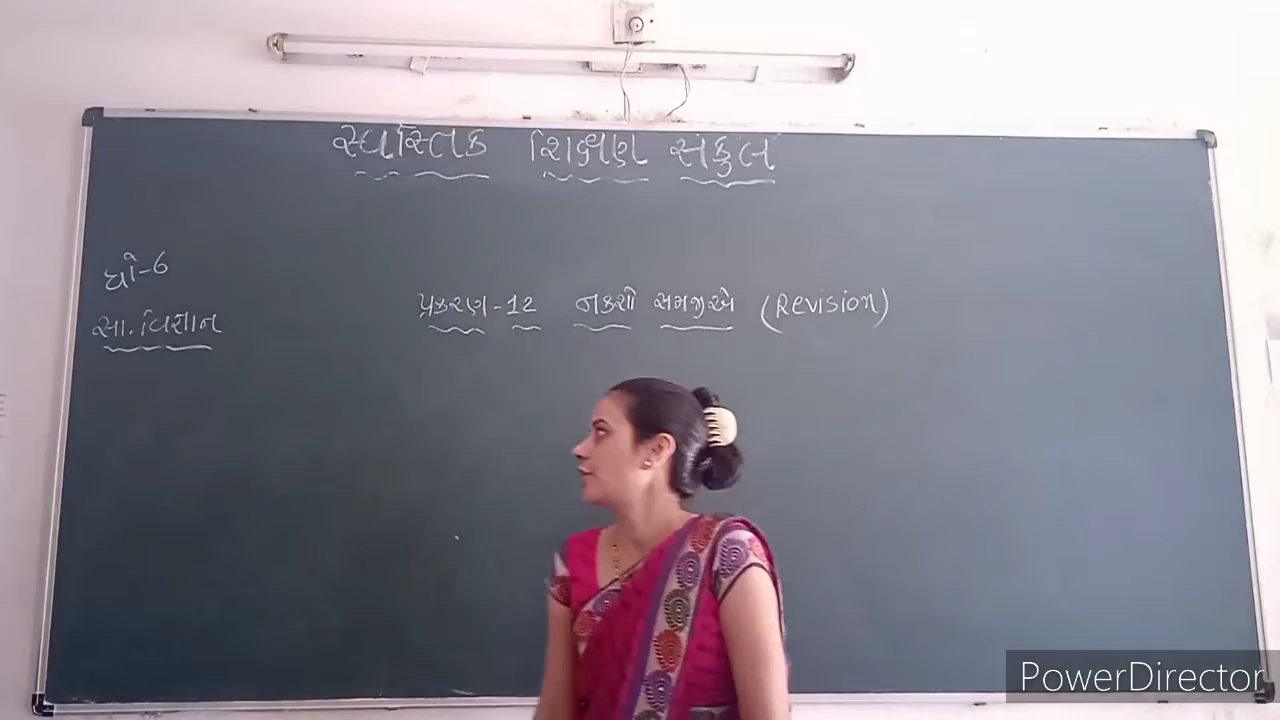 સ્વસ્તિક શિક્ષણ સંકુલ
ધો-6
સા.વિજ્ઞાન
પ્રકરણ-12 નકશો સમજીએ (Revision)
PowerDirector